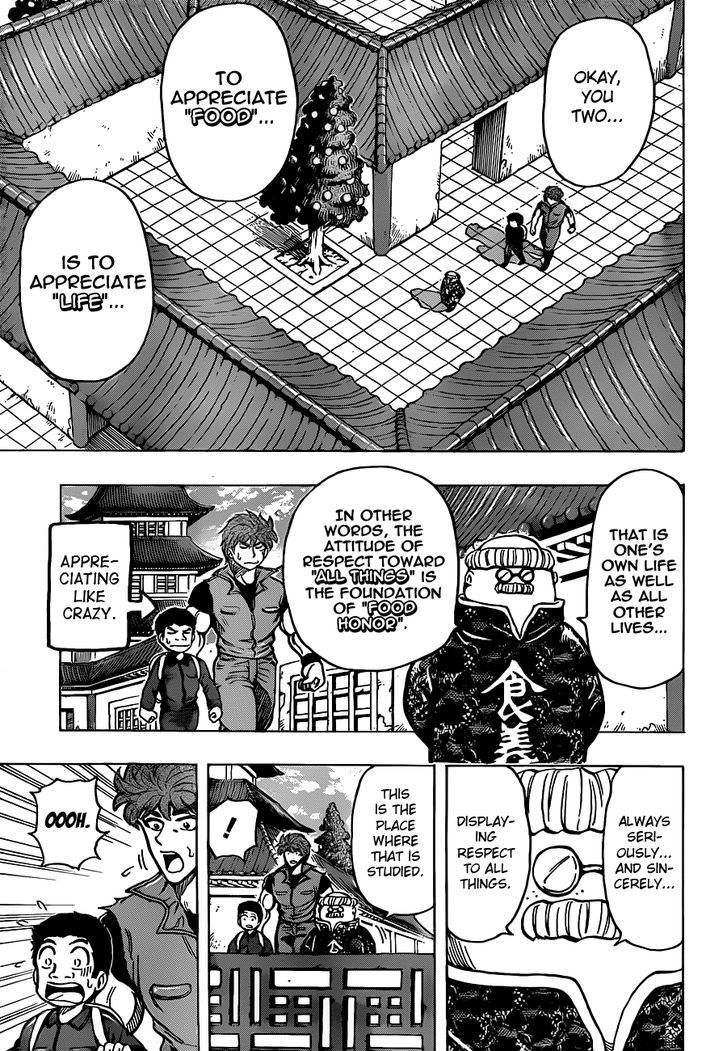 OKAY,
YOU
TWO...
TO
APPRECIATE
"FOOD"...
IS TO
APPRECIATE
"LIFE"...
THAT IS
ONE'S
OWN LIFE
AS WELL
AS ALL
OTHER
LIVES...
IN OTHER
WORDS, THE
ATTITUDE OF
RESPECT TOWARD
"ALL THINGS" IS
THE FOUNDATION
OF "FOOD
HONOR".
APPRE-
CIATING
LIKE
CRAZY.
食義
ALWAYS
SERI-
OUSLY...
AND SIN-
CERELY...
DISPLAY-
ING
RESPECT
TO ALL
THINGS.
THIS
IS THE
PLACE
WHERE
THAT IS
STUDIED.
!
食義
OOOH.